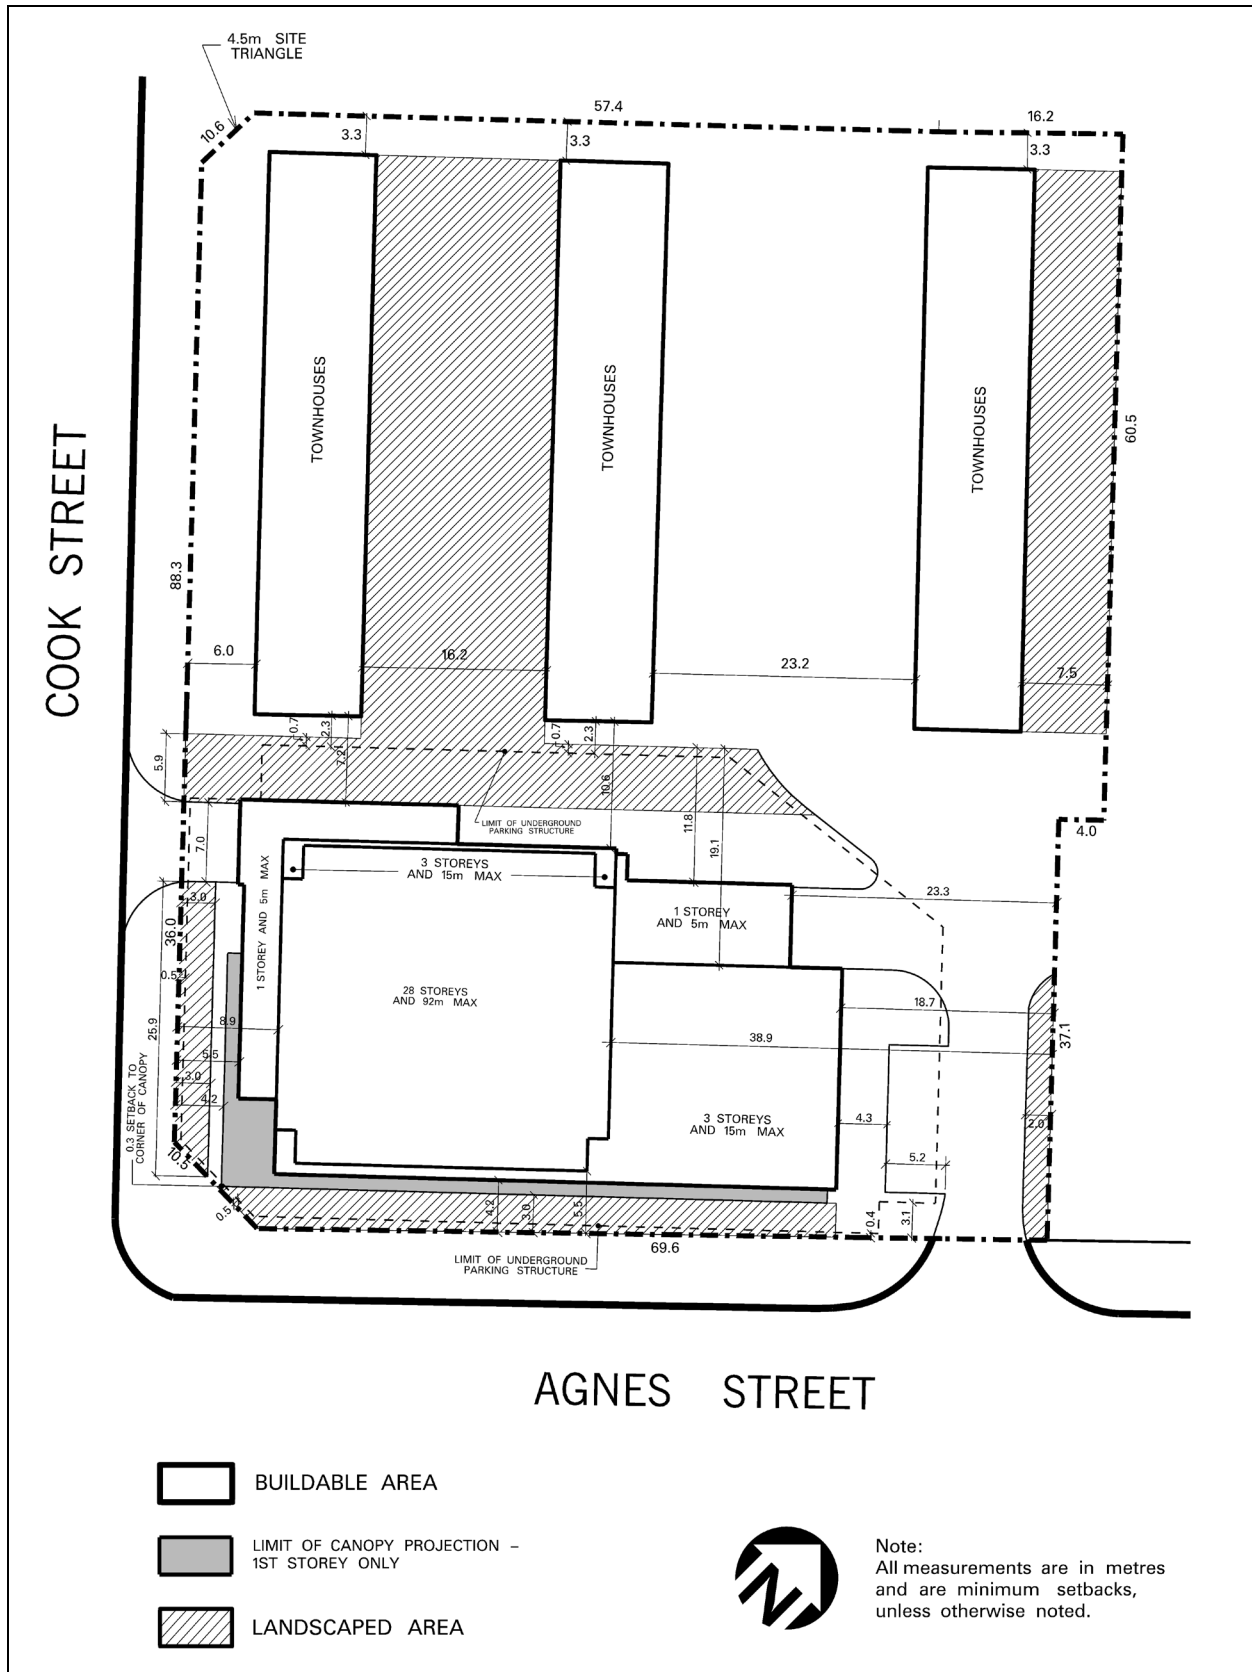 4.5m SITE
TRIANGLE
57.4
16.2
10.6
3.3
3.3
3.3
TOWNHOUSES
TOWNHOUSES
TOWNHOUSES
60.5
COOK STREET
88.3
6.0
16.2
23.2
7.5
0.7
2.3
7.2
0.7
2.3
10.6
5.9
LIMIT OF UNDERGROUND
PARKING STRUCTURE
11.8
19.1
4.0
7.0
3 STOREYS
AND 15m MAX
1 STOREY AND 5m MAX
1 STOREY
AND 5m MAX
23.3
3.0
36.0
0.5
28 STOREYS
AND 92m MAX
18.7
8.9
38.9
37.1
25.9
5.5
3.0
4.2
0.3 SETBACK TO
CORNER OF CANOPY
3 STOREYS
AND 15m MAX
4.3
2.0
10.5
5.2
0.5
4.2
3.0
5.5
0.4
3.1
69.6
LIMIT OF UNDERGROUND
PARKING STRUCTURE
AGNES STREET
BUILDABLE AREA
LIMIT OF CANOPY PROJECTION –
1ST STOREY ONLY
LANDSCAPED AREA
N
Note:
All measurements are in metres
and are minimum setbacks,
unless otherwise noted.